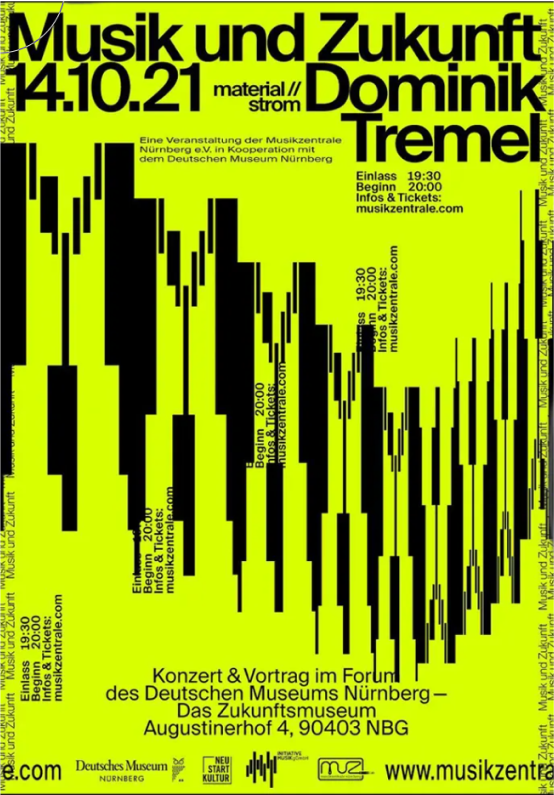 Musik und Zukunft
14.10.21 material // Dominik
strom
Tremel
Eine Veranstaltung der Musikzentrale
Nürnberg e.V. in Kooperation mit
dem Deutschen Museum Nürnberg
Einlass 19:30
Beginn 20:00
Infos & Tickets:
musikzentrale.com
19:30
Beginn 20:00
Infos & Tickets:
musikzentrale.com
Beginn 20:00
Infos & Tickets:
musikzentrale.com
Beginn 20:00
Infos & Tickets:
musikzentrale.com
Einlass 19:30
Beginn 20:00
Infos & Tickets:
musikzentrale.com
Musik und Zukunft
Konzert & Vortrag im Forum
des Deutschen Museums Nürnberg –
Das Zukunftsmuseum
Augustinerhof 4, 90403 NBG
e.com
Deutsches Museum
NÜRNBERG
NEU
START
KULTUR
INITIATIVE
MUSIK
muz
www.musikzentra